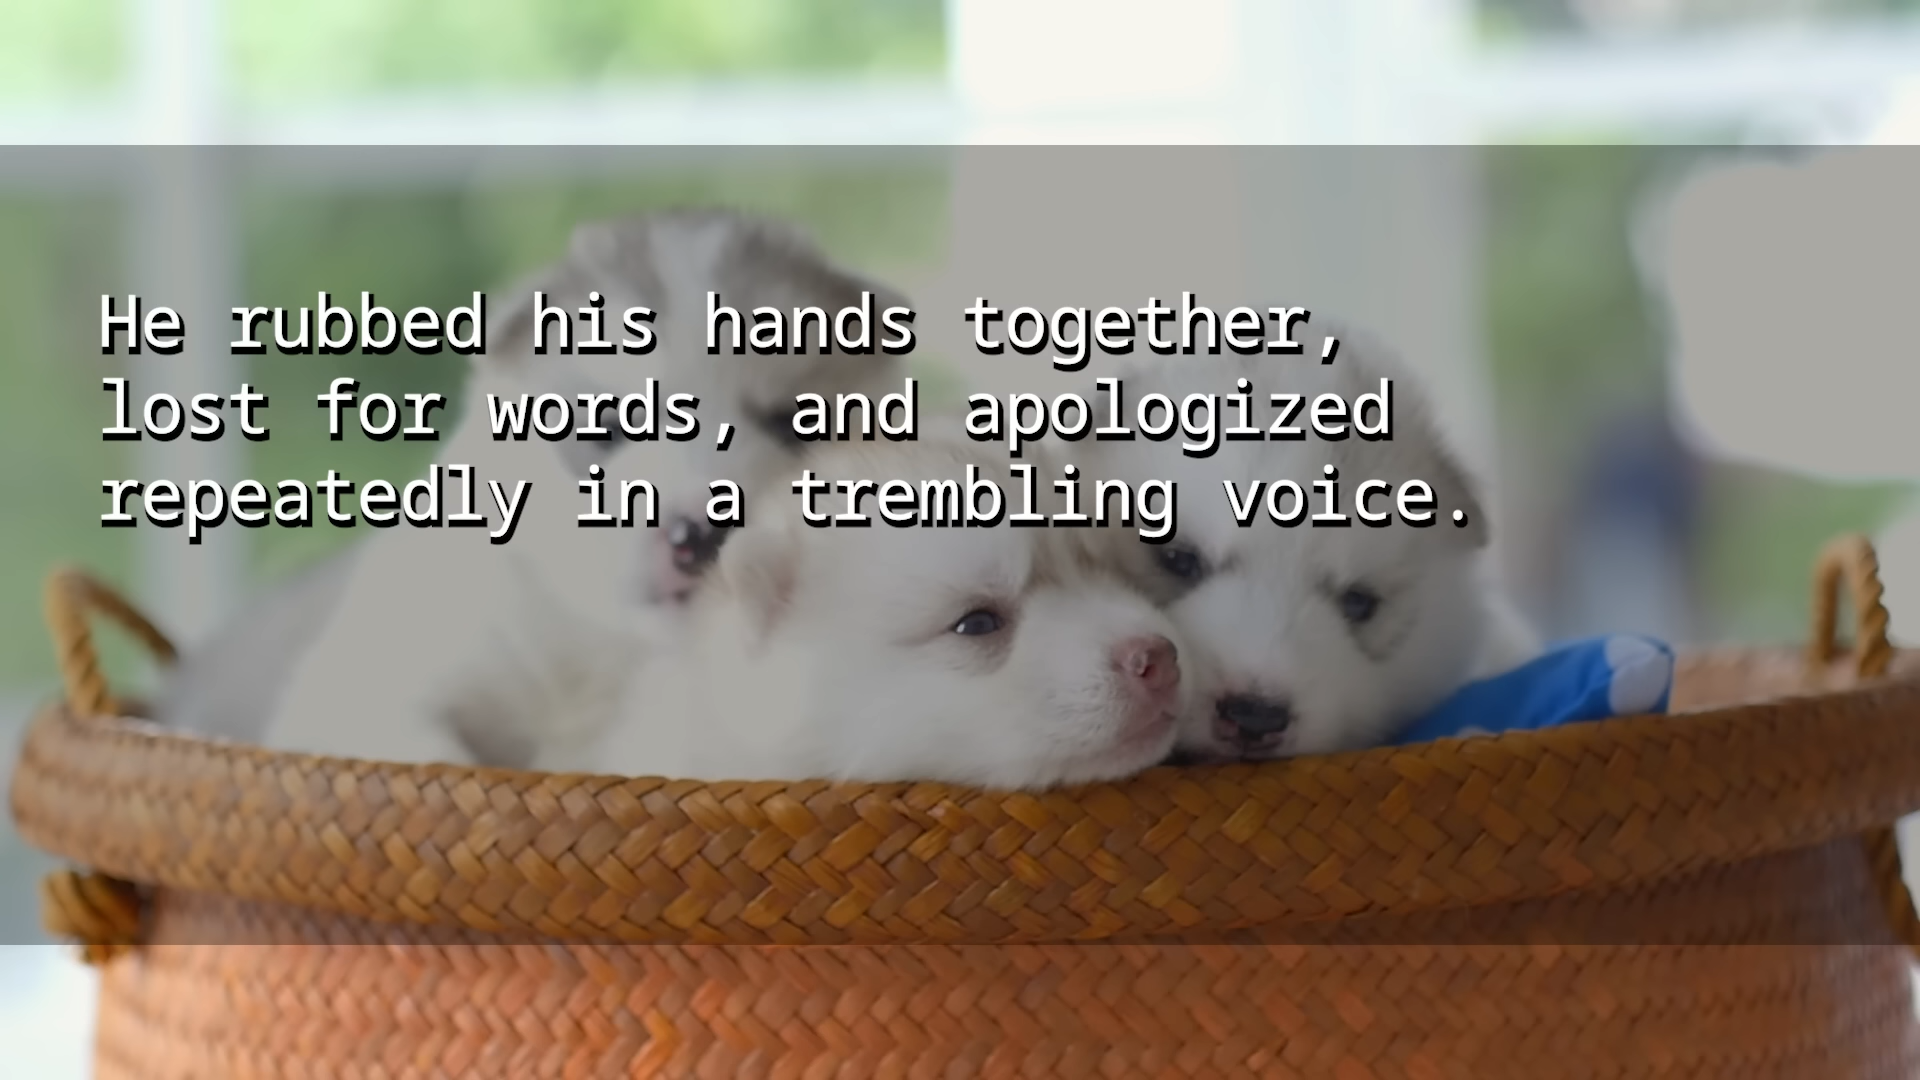 He rubbed his hands together,
lost for words, and apologized
repeatedly in a trembling voice.